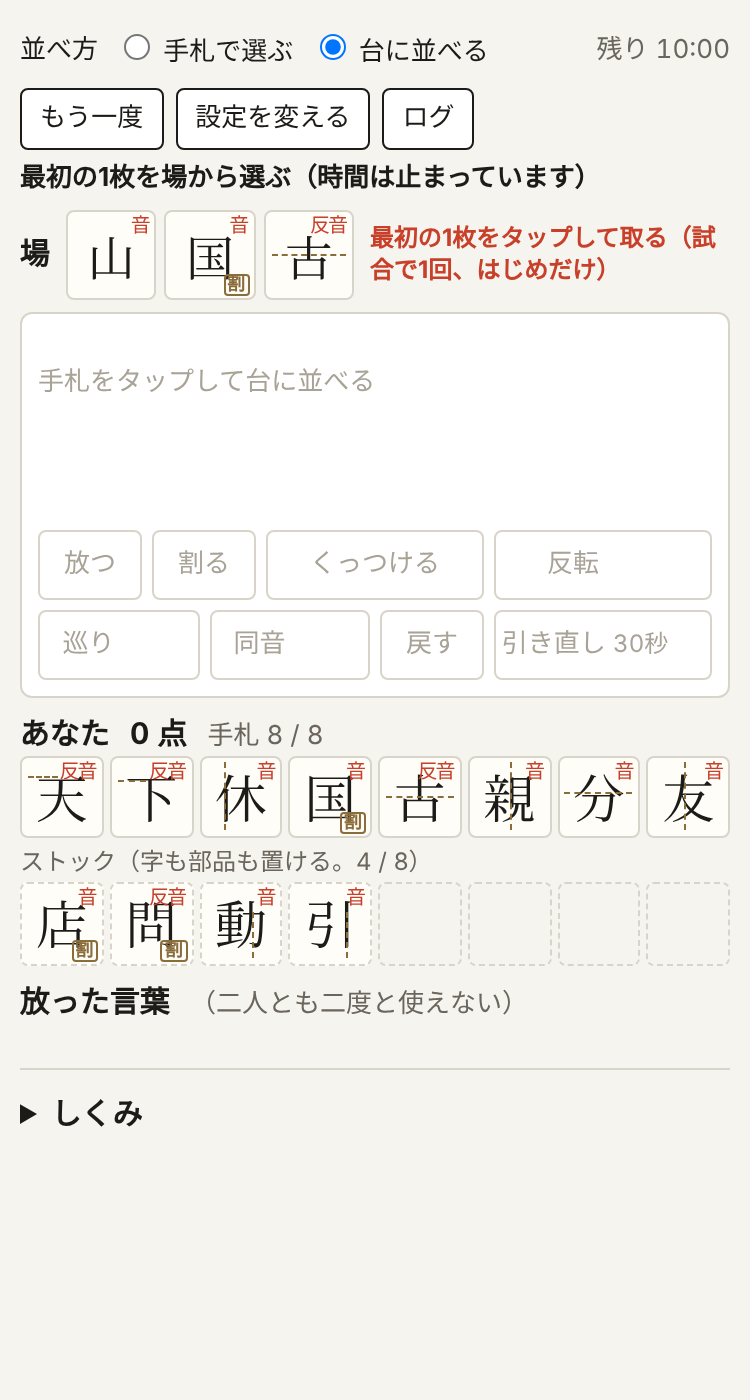 並べ方 手札で選ぶ 台に並べる 残り 10:00
もう一度 設定を変える ログ
最初の1枚を場から選ぶ（時間は止まっています）
場 山 音 国 音 割 古 反音 最初の1枚をタップして取る（試
合で1回、はじめだけ）
手札をタップして台に並べる
放つ 割る くっつける 反転
巡り 同音 戻す 引き直し 30秒
あなた 0 点 手札 8 / 8
天 反音 下 反音 休 音 国 音 割 古 反音 親 音 分 音 友 音
ストック（字も部品も置ける。4 / 8）
店 音 割 問 反音 割 動 音 引 音
放った言葉 （二人とも二度と使えない）
▶ しくみ